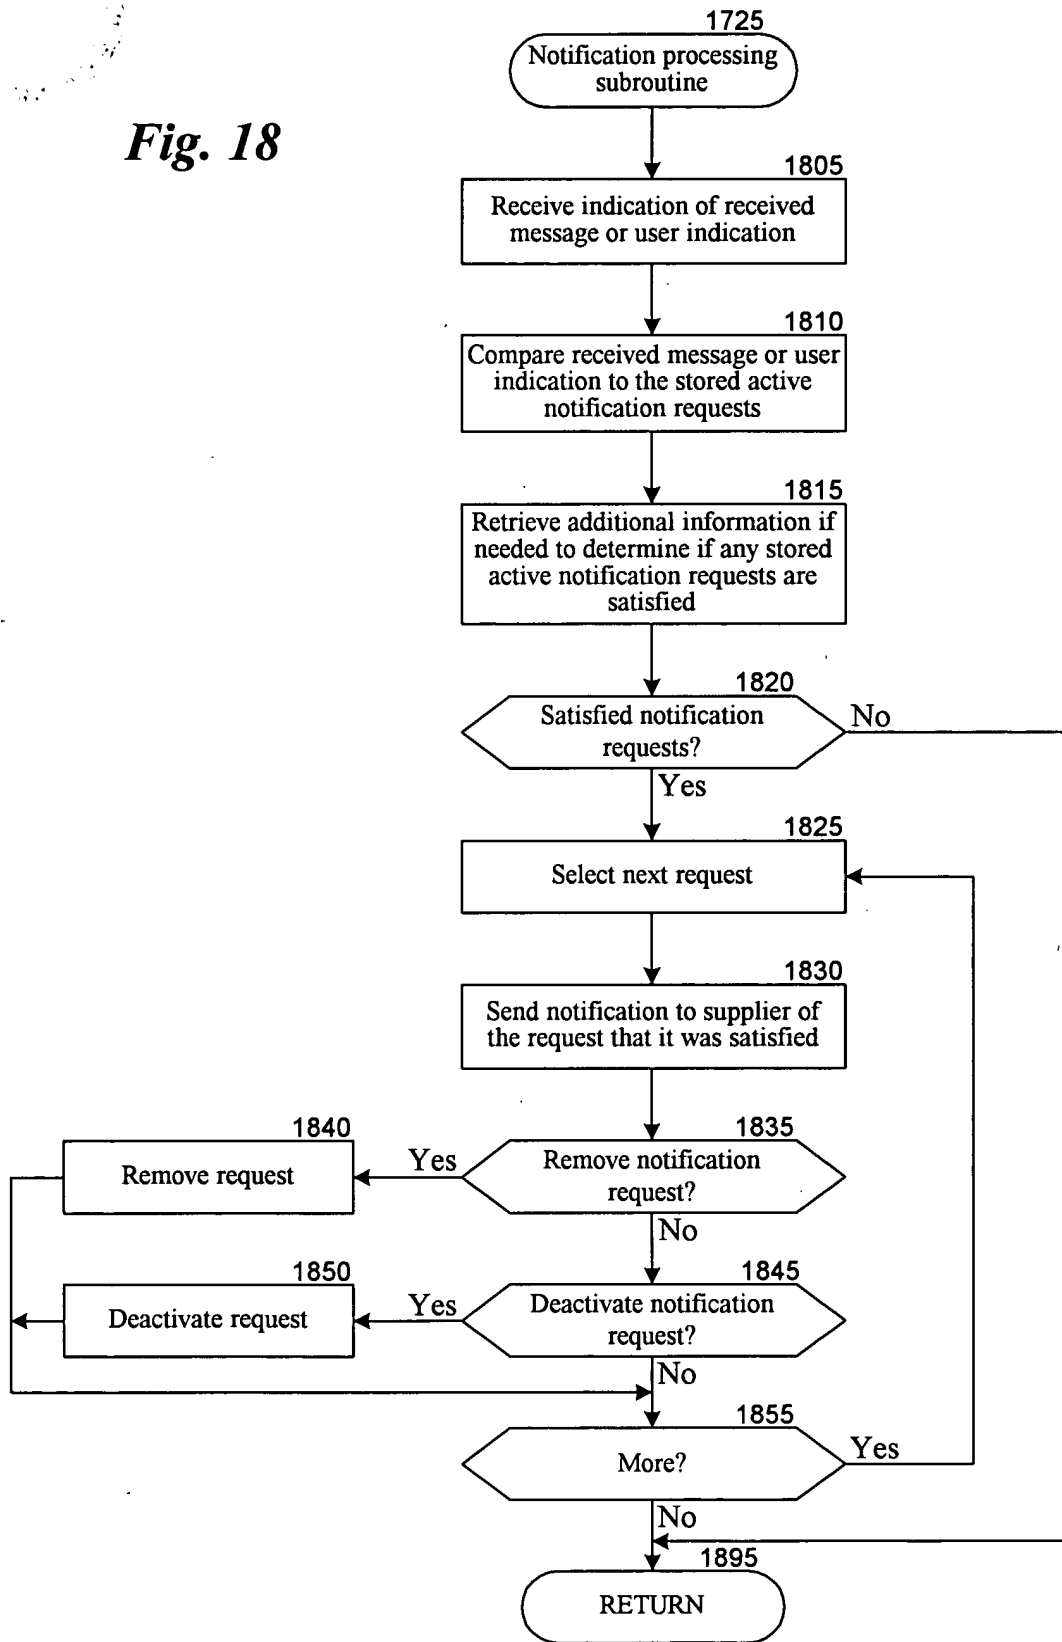 1725
Notification processing
subroutine
Fig. 18
1805
Receive indication of received
message or user indication
1810
Compare received message or user
indication to the stored active
notification requests
1815
Retrieve additional information if
needed to determine if any stored
active notification requests are
satisfied
1820
Satisfied notification
requests?
No
Yes
1825
Select next request
1830
Send notification to supplier of
the request that it was satisfied
1840
Remove request
Yes
1835
Remove notification
request?
No
1850
Deactivate request
Yes
1845
Deactivate notification
request?
No
1855
More?
Yes
No
1895
RETURN